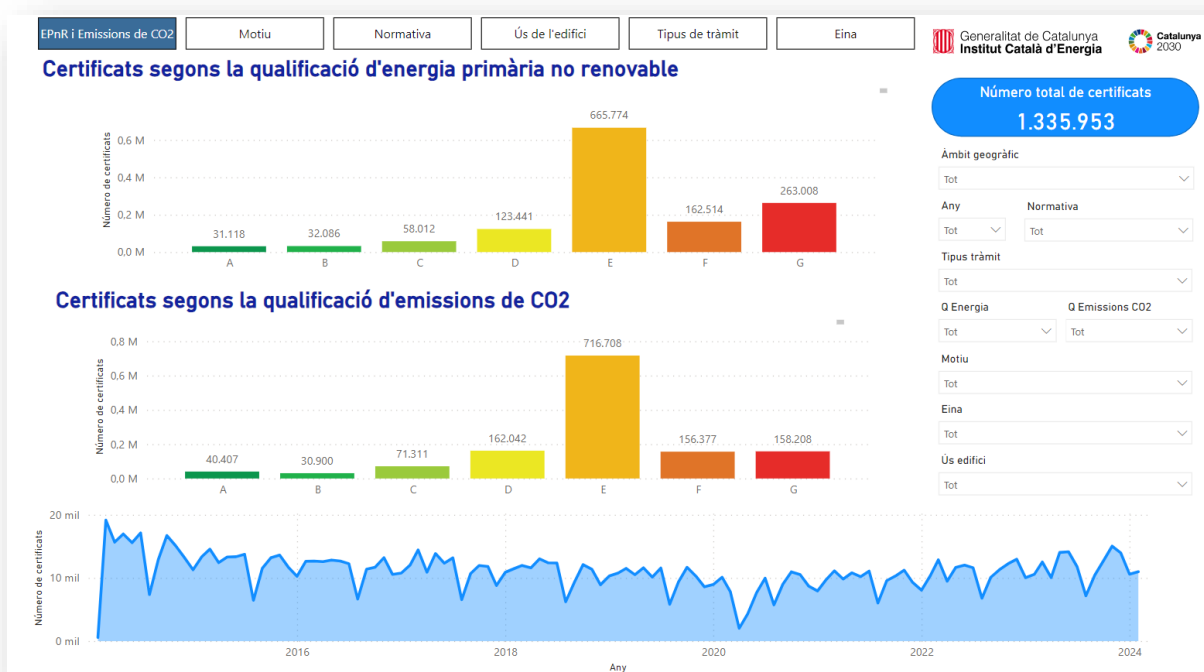 EPnR i Emissions de CO2
Motiu
Normativa
Ús de l'edifici
Tipus de tràmit
Eina
Generalitat de Catalunya
Institut Català d'Energia
Catalunya
2030
Certificats segons la qualificació d'energia primària no renovable
Número de certificats
0,6 M
0,4 M
0,2 M
0,0 M
31.118
32.086
58.012
123.441
665.774
162.514
263.008
A
B
C
D
E
F
G
Certificats segons la qualificació d'emissions de CO2
Número de certificats
0.8 M
0.6 M
0.4 M
0.2 M
0.0 M
40.407
30.900
71.311
162.042
716.708
156.377
158.208
A
B
C
D
E
F
G
Número de certificats
20 mil
10 mil
0 mil
2016
2018
2020
2022
2024
Any
Número total de certificats
1.335.953
Àmbit geogràfic
Tot
Any
Normativa
Tot
Tot
Tipus tràmit
Tot
Q Energia
Q Emissions CO2
Tot
Tot
Motiu
Tot
Eina
Tot
Ús edifici
Tot